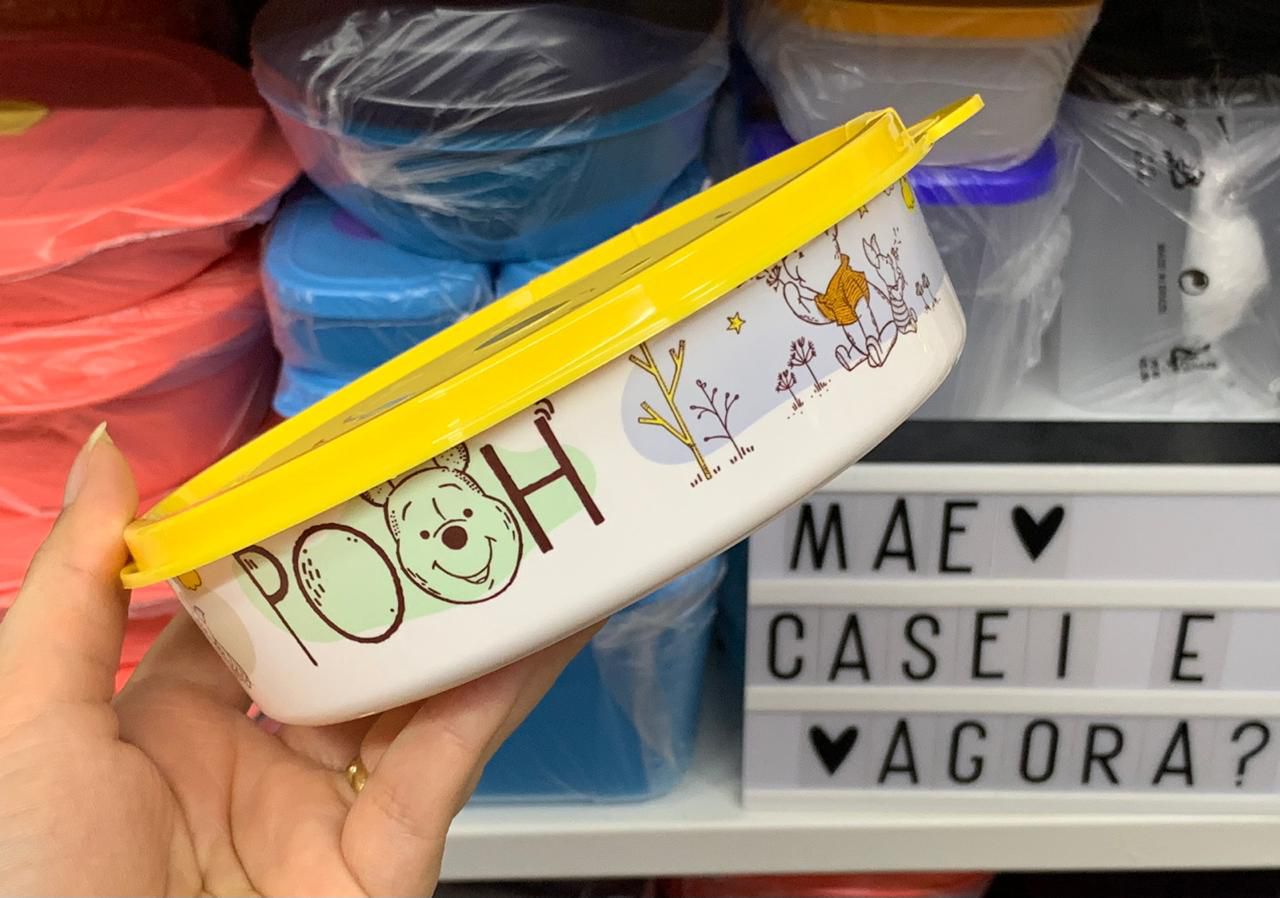 POOH
MAE ♥
CASEI E
♥ AGORA?